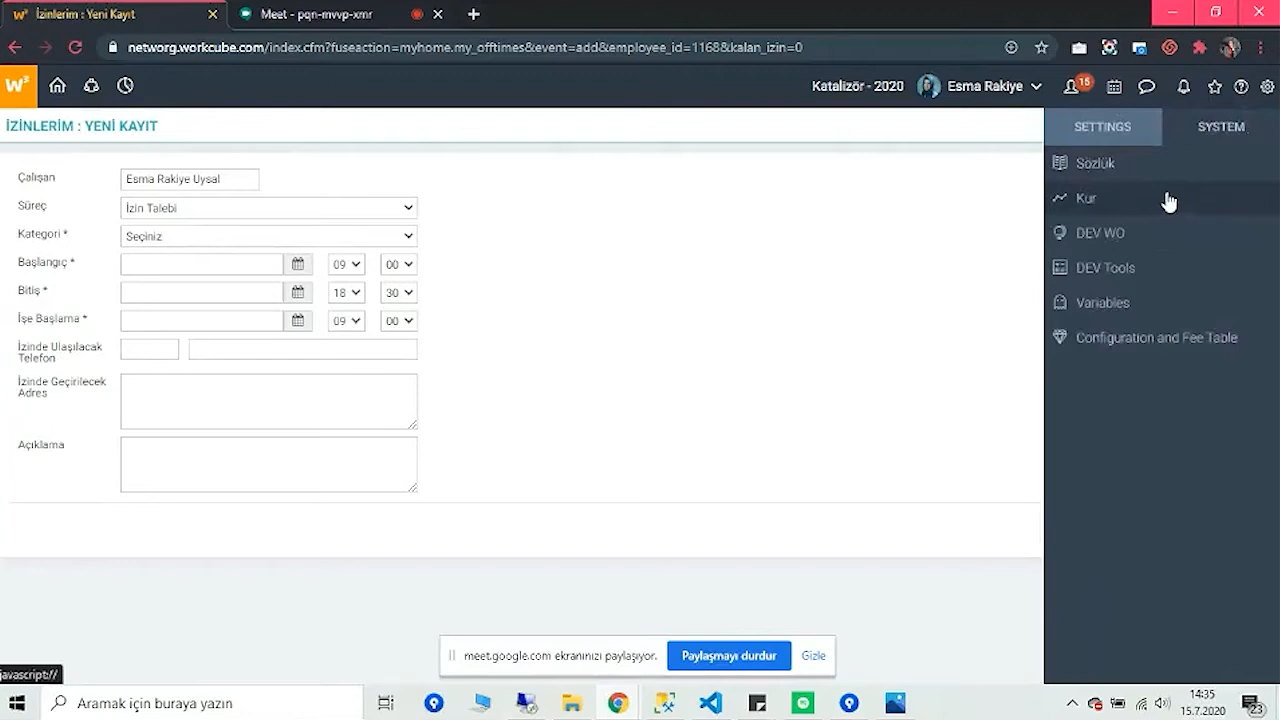 W³ İzinlerim : Yeni Kayıt
Meet - pqn-mvvp-xmr
networg.workcube.com/index.cfm?fuseaction=myhome.my_offtimes&event=add&employee_id=1168&kalan_izin=0
W³
Katalizör - 2020
Esma Rakiye
15
İZİNLERİM : YENİ KAYIT
SETTINGS
SYSTEM
Çalışan
Esma Rakiye Uysal
Süreç
İzin Talebi
Kategori *
Seçiniz
Başlangıç *
09
00
Bitiş *
18
30
İşe Başlama *
09
00
İzinde Ulaşılacak
Telefon
İzinde Geçirilecek
Adres
Açıklama
Sözlük
Kur
DEV WO
DEV Tools
Variables
Configuration and Fee Table
meet.google.com ekranınızı paylaşıyor.
Paylaşmayı durdur
Gizle
javascript://
Aramak için buraya yazın
14:35
15.7.2020
23